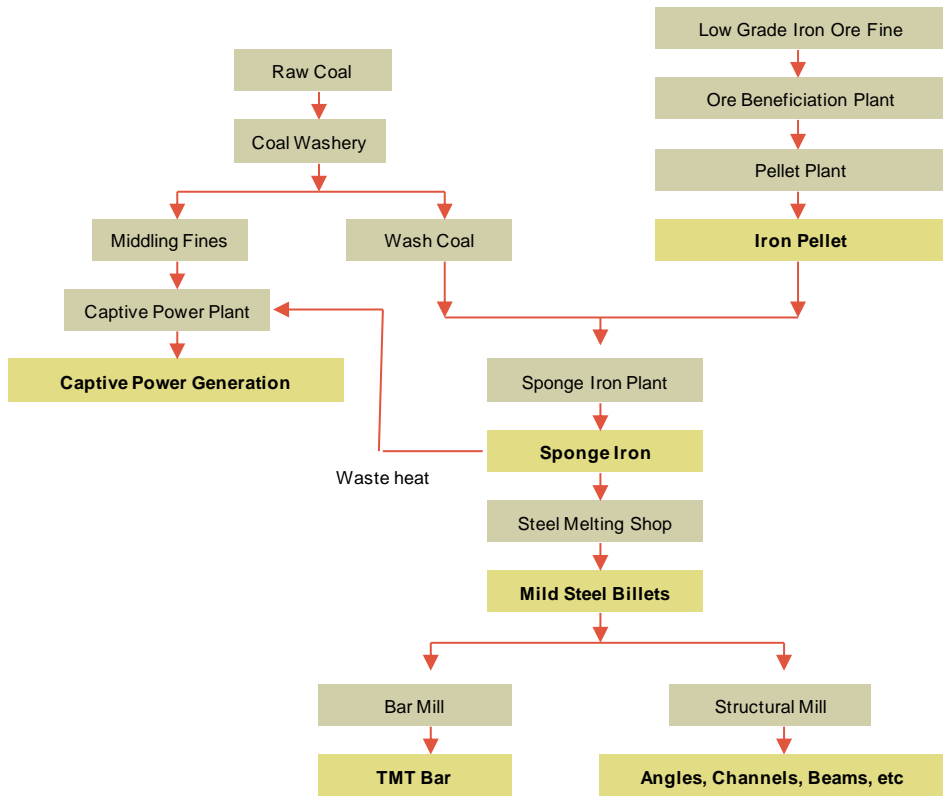 Low Grade Iron Ore Fine
Raw Coal
Ore Beneficiation Plant
Coal Washery
Pellet Plant
Middling Fines
Wash Coal
Iron Pellet
Captive Power Plant
Captive Power Generation
Sponge Iron Plant
Sponge Iron
Waste heat
Steel Melting Shop
Mild Steel Billets
Bar Mill
Structural Mill
TMT Bar
Angles, Channels, Beams, etc